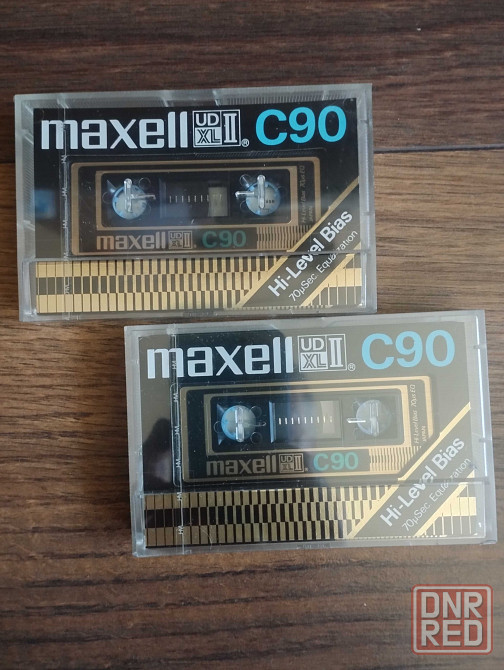 maxell UD XL II® C90
maxell UD XL II C90
Hi-Level Bias
70μSec. Equalization
maxell UD XL II® C90
maxell UD XL II C90
Hi-Level Bias
70μSec. Equalization
DNR
RED